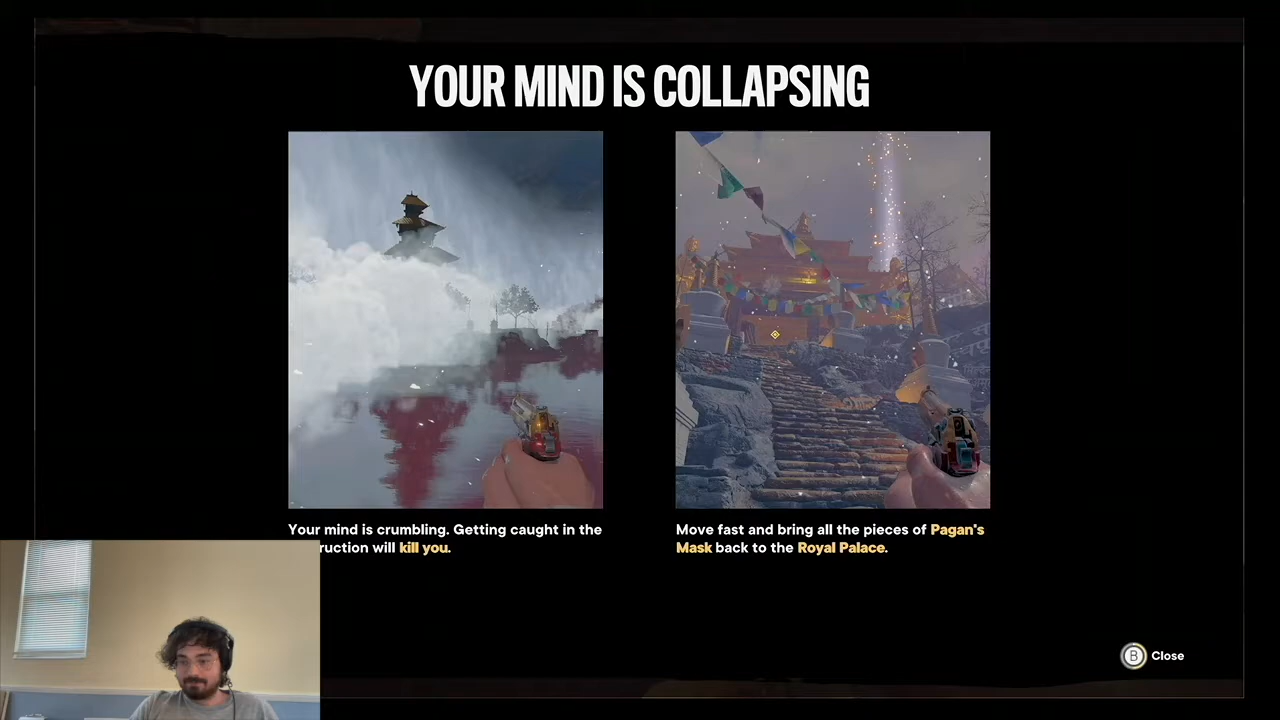 YOUR MIND IS COLLAPSING
Your mind is crumbling. Getting caught in the
ruction will kill you.
Move fast and bring all the pieces of Pagan's
Mask back to the Royal Palace.
B Close